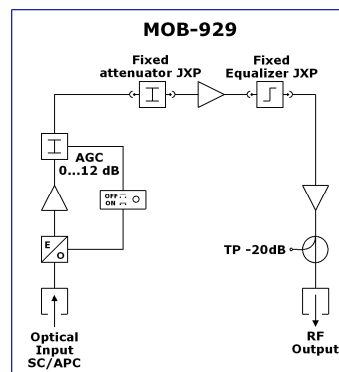 MOB-929
Fixed
attenuator JXP
Fixed
Equalizer JXP
AGC
0...12 dB
OFF
ON
E
O
TP -20dB
Optical
Input
SC/APC
RF
Output